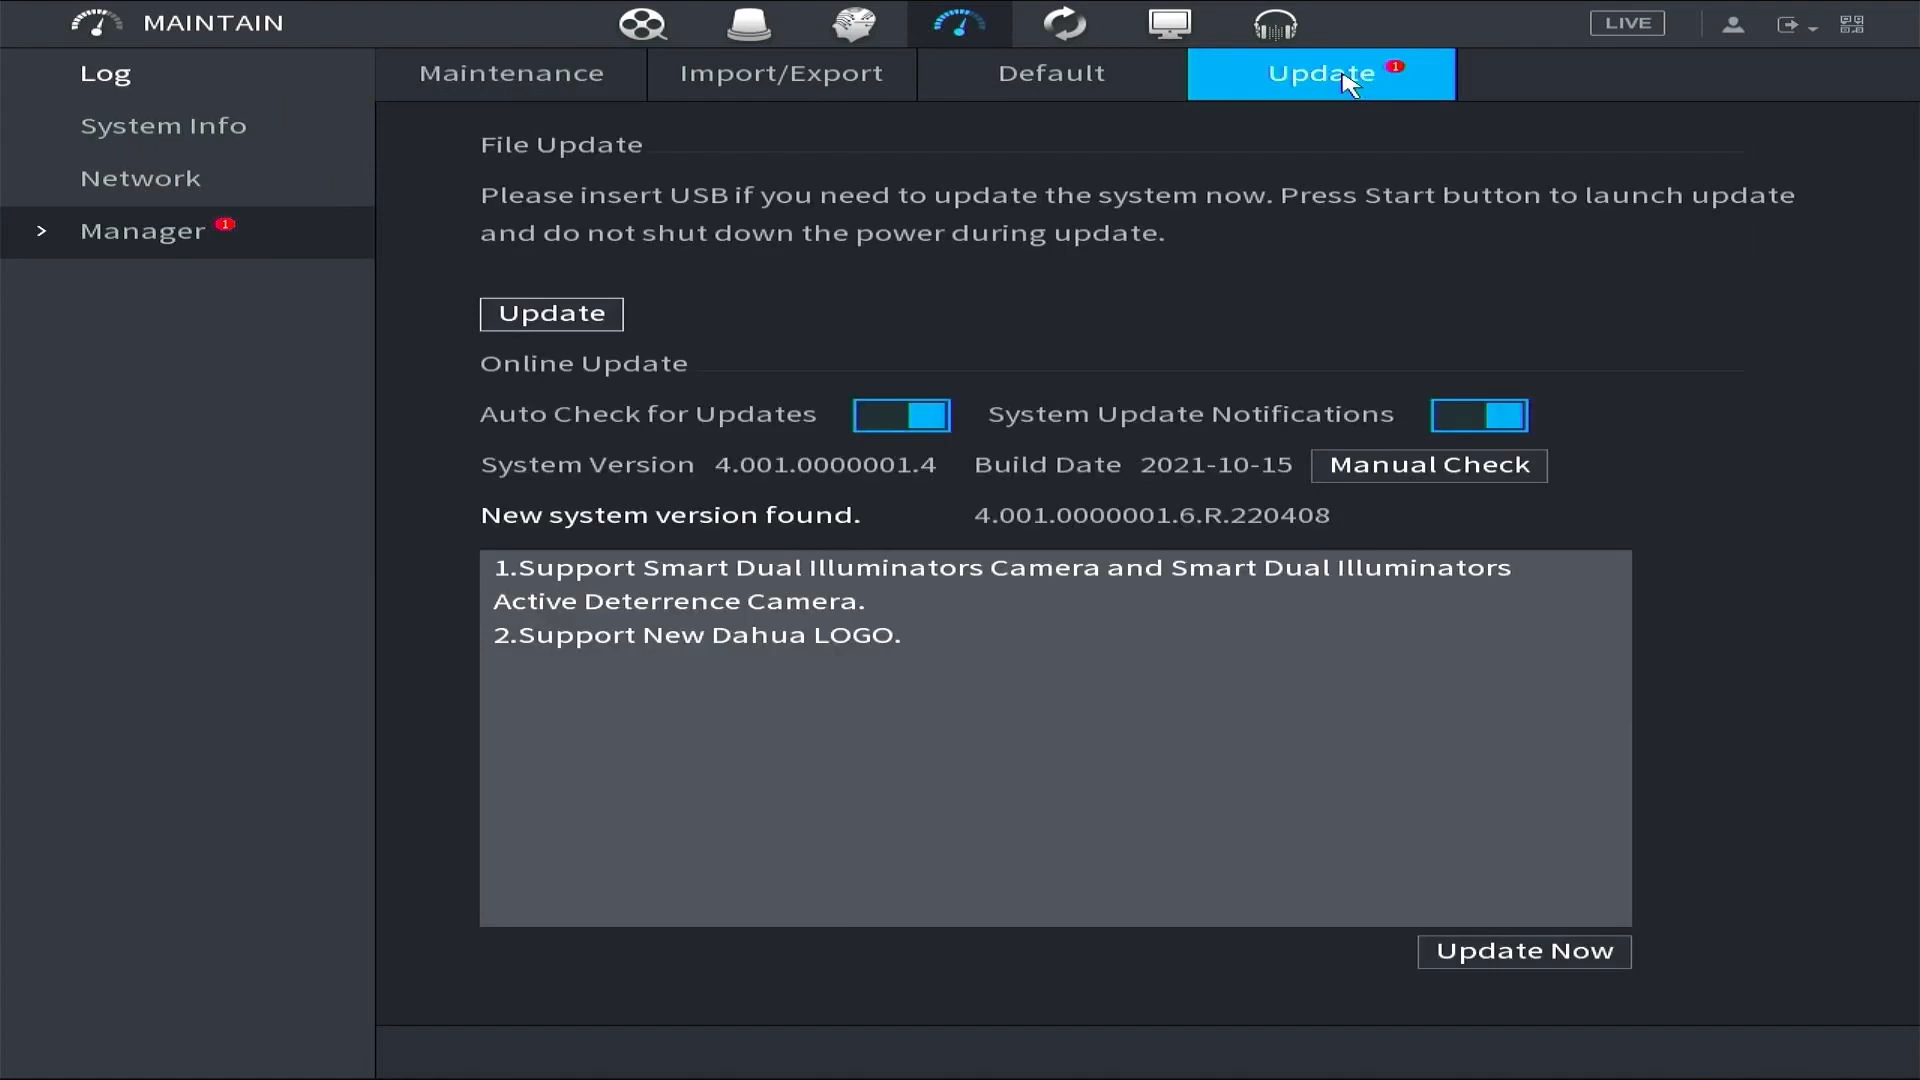 MAINTAIN
LIVE
Log
System Info
Network
> Manager 1
Maintenance
Import/Export
Default
Update 1
File Update
Please insert USB if you need to update the system now. Press Start button to launch update
and do not shut down the power during update.
Update
Online Update
Auto Check for Updates
System Update Notifications
System Version 4.001.0000001.4 Build Date 2021-10-15 Manual Check
New system version found. 4.001.0000001.6.R.220408
1.Support Smart Dual Illuminators Camera and Smart Dual Illuminators
Active Deterrence Camera.
2.Support New Dahua LOGO.
Update Now